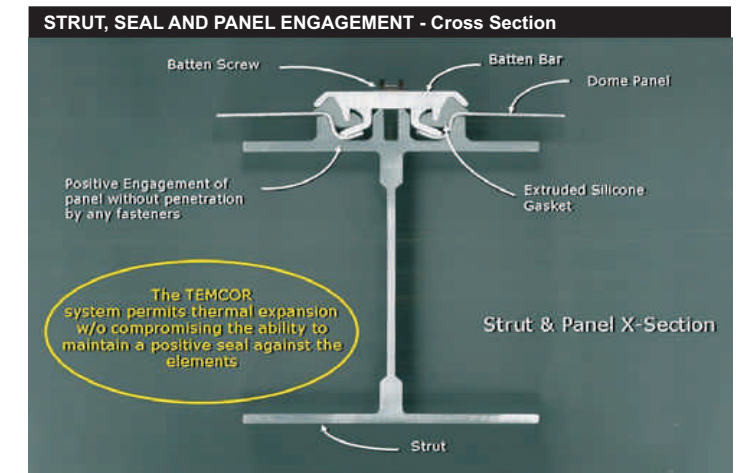 STRUT, SEAL AND PANEL ENGAGEMENT - Cross Section
Batten Screw
Batten Bar
Dome Panel
Positive Engagement of
panel without penetration
by any fasteners
Extruded Silicone
Gasket
The TEMCOR
system permits thermal expansion
w/o compromising the ability to
maintain a positive seal against the
elements
Strut & Panel X-Section
Strut